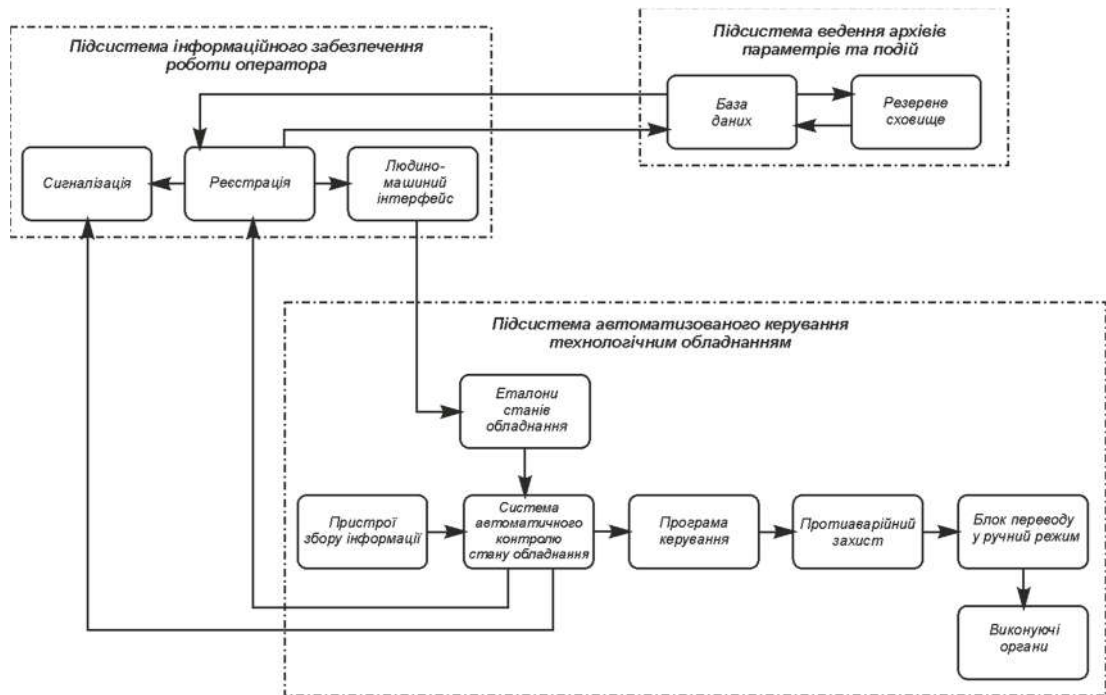 Підсистема інформаційного забезпечення
роботи оператора
Підсистема ведення архівів
параметрів та подій
База
даних
Резервне
сховище
Сигналізація
Реєстрація
Людино-
машиний
інтерфейс
Підсистема автоматизованого керування
технологічним обладнанням
Еталони
станів
обладнання
Пристрої
збору інформації
Система
автоматичного
контролю
стану обладнання
Програма
керування
Протиаварійний
захист
Блок переводу
у ручний режим
Виконуючі
органи